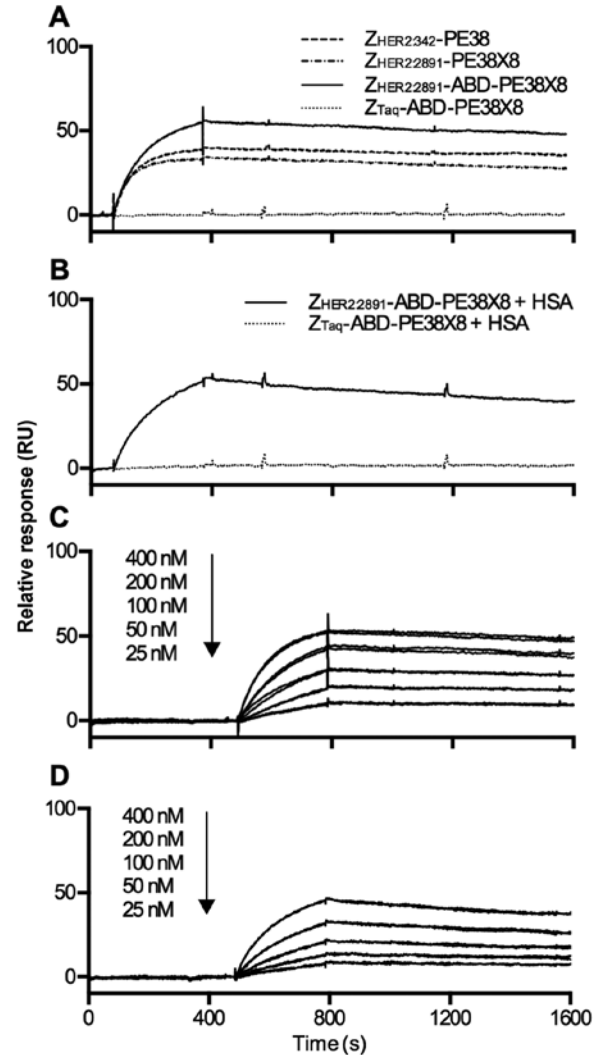 A
100
50
0
ZHER2:342-PE38
ZHER2:2891-PE38X8
ZHER2:2891-ABD-PE38X8
ZTaq-ABD-PE38X8
B
100
50
0
ZHER2:2891-ABD-PE38X8 + HSA
ZTaq-ABD-PE38X8 + HSA
Relative response (RU)
C
100
50
0
400 nM
200 nM
100 nM
50 nM
25 nM
D
100
50
0
400 nM
200 nM
100 nM
50 nM
25 nM
0 400 800 1200 1600
Time (s)